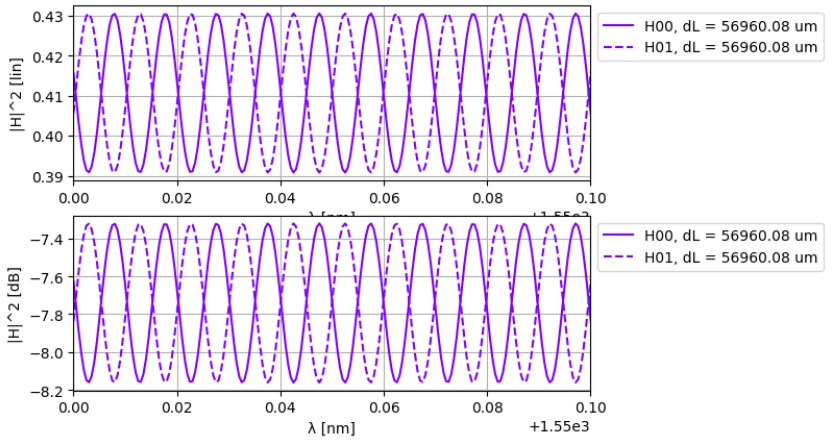 0.43
0.42
0.41
0.40
0.39
|H|^2 [lin]
0.00 0.02 0.04 0.06 0.08 0.10
λ [nm]
H00, dL = 56960.08 um
H01, dL = 56960.08 um
−7.4
−7.6
−7.8
−8.0
−8.2
|H|^2 [dB]
0.00 0.02 0.04 0.06 0.08 0.10
λ [nm]
+1.55e3
H00, dL = 56960.08 um
H01, dL = 56960.08 um